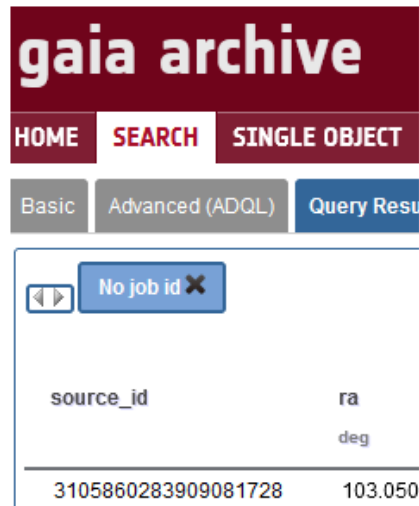 gaia archive
HOME SEARCH SINGLE OBJECT
Basic Advanced (ADQL) Query Resu
No job id
source_id ra
deg
3105860283909081728 103.050